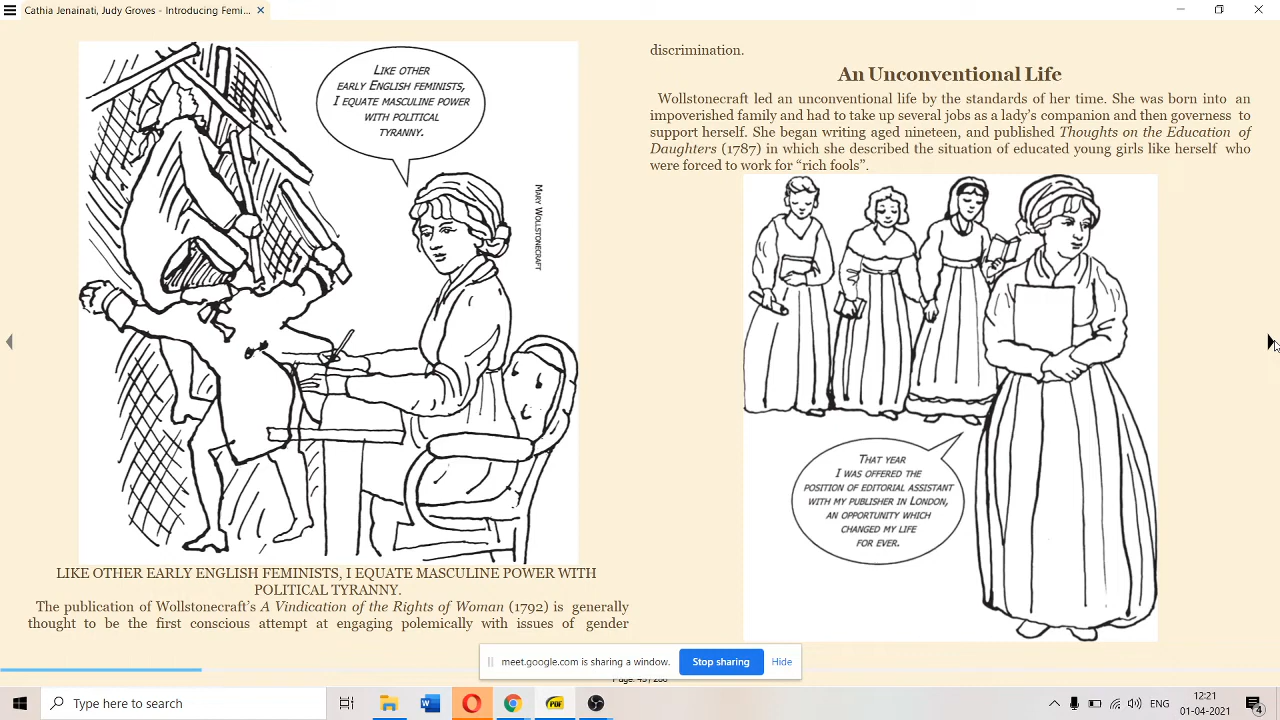 Cathia Jenainati, Judy Groves - Introducing Femi...
LIKE OTHER
EARLY ENGLISH FEMINISTS,
I EQUATE MASCULINE POWER
WITH POLITICAL
TYRANNY.
MARY WOLLSTONECRAFT
LIKE OTHER EARLY ENGLISH FEMINISTS, I EQUATE MASCULINE POWER WITH
POLITICAL TYRANNY.
The publication of Wollstonecraft's A Vindication of the Rights of Woman (1792) is generally
thought to be the first conscious attempt at engaging polemically with issues of gender
discrimination.
An Unconventional Life
Wollstonecraft led an unconventional life by the standards of her time. She was born into an
impoverished family and had to take up several jobs as a lady's companion and then governess to
support herself. She began wring aged nineteen, and published Thoughts on the Education of
Daughters (1787) in which she described the situation of educated young girls like herself who
were forced to work for “rich fools”.
THAT YEAR
I WAS OFFERED THE
POSITION OF EDITORIAL ASSISTANT
WITH MY PUBLISHER IN LONDON,
AN OPPORTUNITY WHICH
CHANGED MY LIFE
FOR EVER.
meet.google.com is sharing a window.
Stop sharing
Hide
Type here to search
ENG
12:21
01-04-2021
4